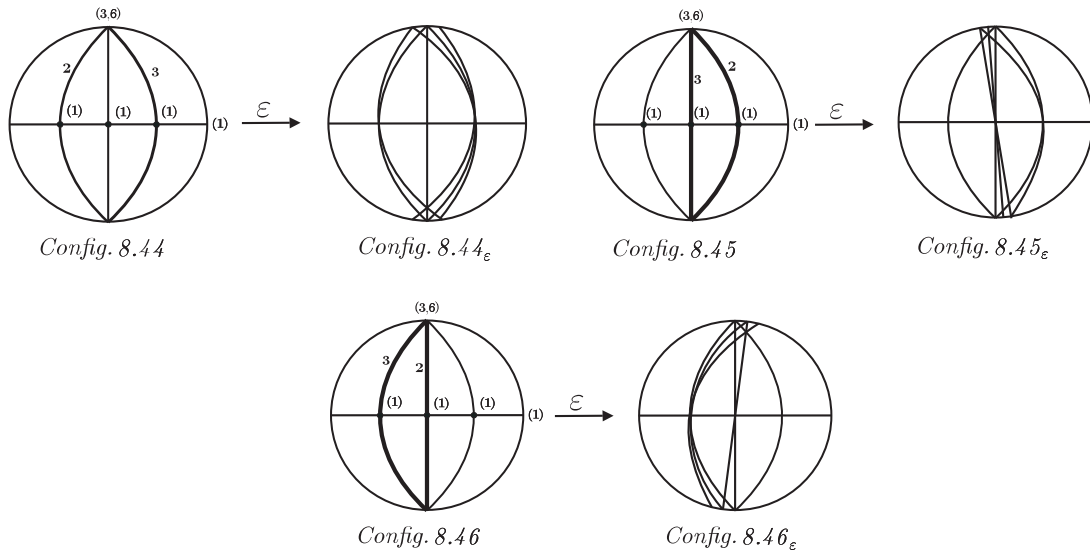 (3,6)
2 3
(1) (1) (1) (1)
ε
Config. 8.44
Config. 8.44ε
(3,6)
3 2
(1) (1) (1) (1)
ε
Config. 8.45
Config. 8.45ε
(3,6)
3 2
(1) (1) (1) (1)
ε
Config. 8.46
Config. 8.46ε